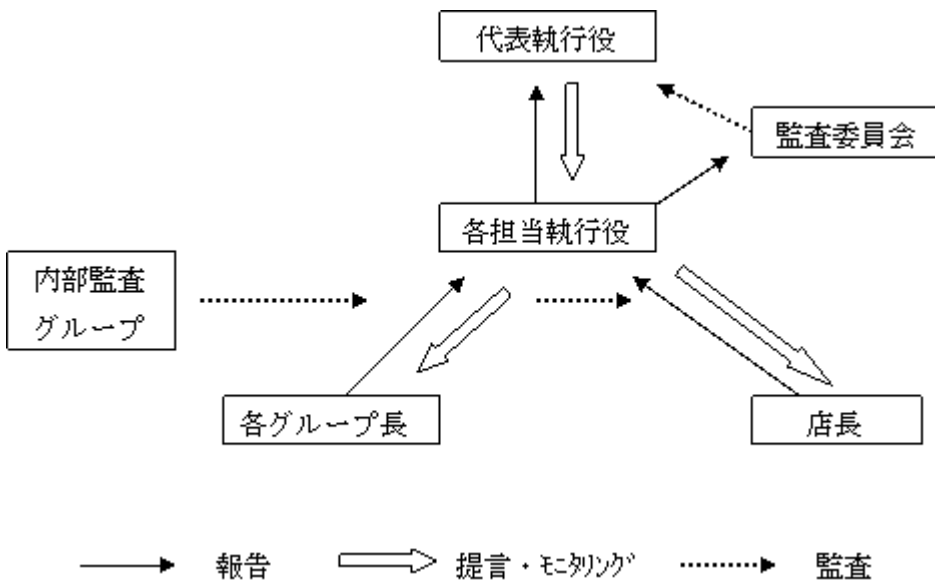 代表執行役
監査委員会
各担当執行役
内部監査
グループ
各グループ長
店長
報告
提言・ﾓﾆﾀﾘﾝｸﾞ
監査